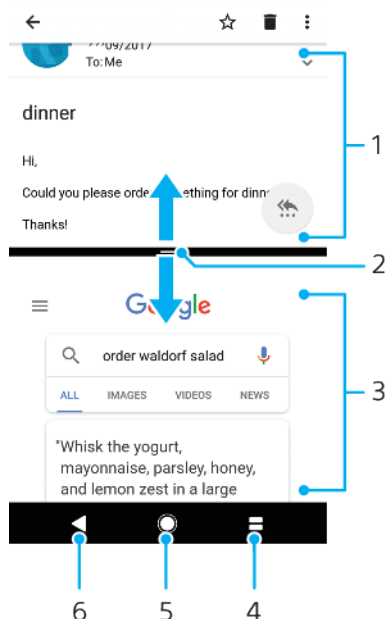 09/2017
To: Me
1
dinner
Hi,
Could you please orde ething for dinn
Thanks!
2
Google
3
order waldorf salad
ALL IMAGES VIDEOS NEWS
"Whisk the yogurt,
mayonnaise, parsley, honey,
and lemon zest in a large
6 5 4